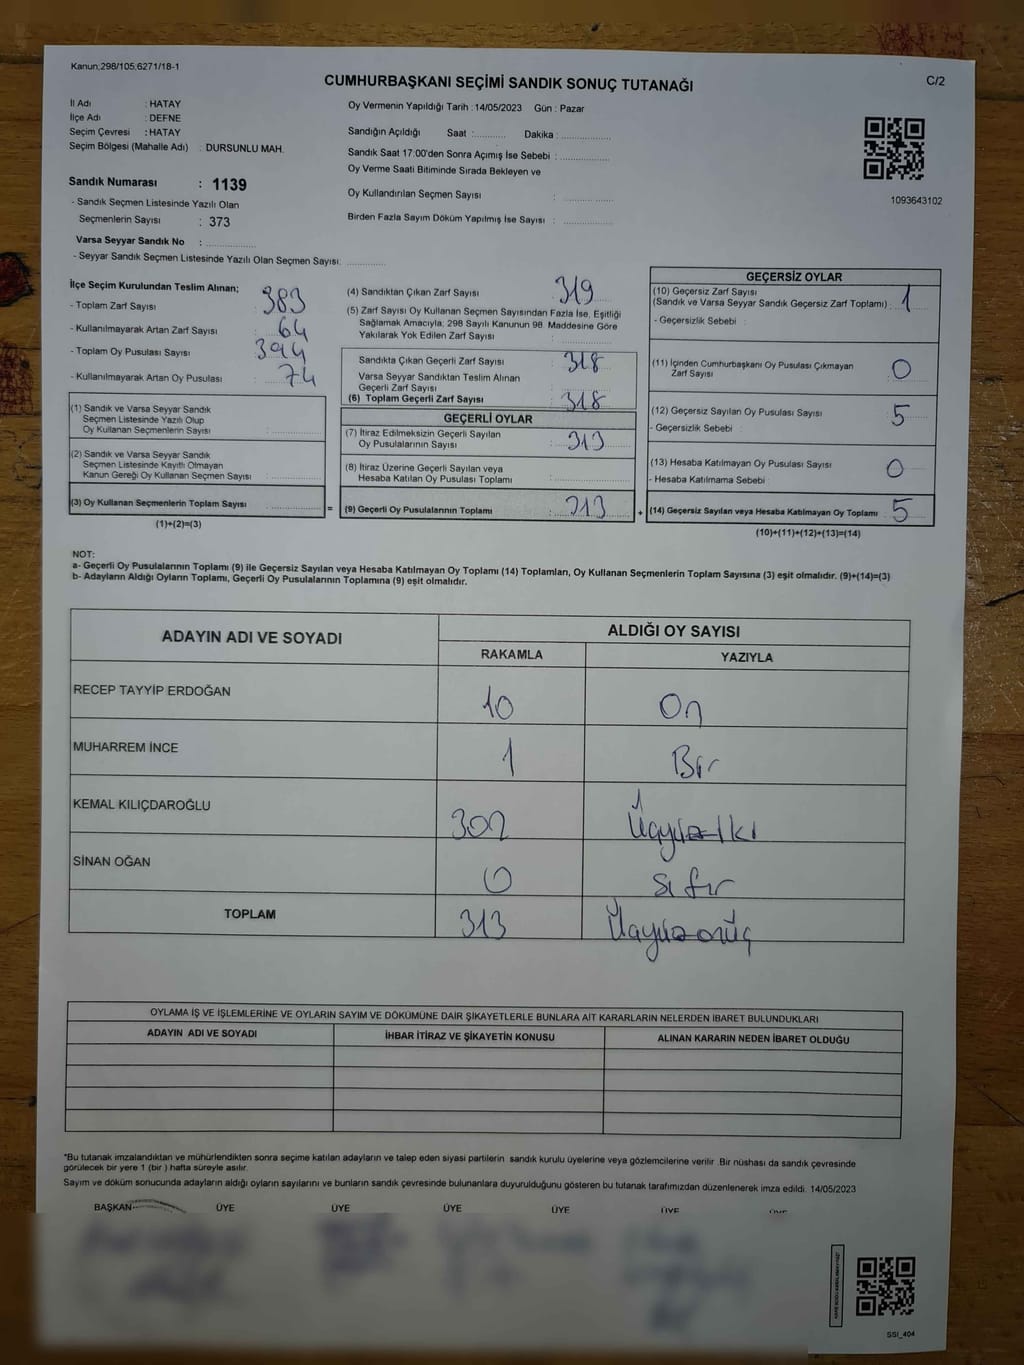 Kanun:298/105;6271/18-1
CUMHURBAŞKANI SEÇİMİ SANDIK SONUÇ TUTANAĞI
C/2
İl Adı : HATAY
İlçe Adı : DEFNE
Seçim Çevresi : HATAY
Seçim Bölgesi (Mahalle Adı) : DURSUNLU MAH.
Oy Vermenin Yapıldığı Tarih : 14/05/2023 Gün : Pazar
Sandığın Açıldığı Saat :........... Dakika :................
Sandık Saat 17:00'den Sonra Açımış İse Sebebi :................
Oy Verme Saati Bitiminde Sırada Bekleyen ve
Oy Kullandırılan Seçmen Sayısı : ................
Birden Fazla Sayım Döküm Yapılmış İse Sayısı : ................
1093643102
Sandık Numarası : 1139
- Sandık Seçmen Listesinde Yazılı Olan
Seçmenlerin Sayısı : 373
Varsa Seyyar Sandık No : ................
- Seyyar Sandık Seçmen Listesinde Yazılı Olan Seçmen Sayısı: ............
İlçe Seçim Kurulundan Teslim Alınan;
- Toplam Zarf Sayısı : 383
- Kullanılmayarak Artan Zarf Sayısı : 64
- Toplam Oy Pusulası Sayısı : 394
- Kullanılmayarak Artan Oy Pusulası : 74
(1) Sandık ve Varsa Seyyar Sandık
Seçmen Listesinde Yazılı Olup
Oy Kullanan Seçmenlerin Sayısı :................
(2) Sandık ve Varsa Seyyar Sandık
Seçmen Listesinde Kayıtlı Olmayan
Kanun Gereği Oy Kullanan Seçmen Sayısı :................
(3) Oy Kullanan Seçmenlerin Toplam Sayısı :................
(1)+(2)=(3)
=
(4) Sandıktan Çıkan Zarf Sayısı : 319
(5) Zarf Sayısı Oy Kullanan Seçmen Sayısından Fazla İse, Eşitliği
Sağlamak Amacıyla; 298 Sayılı Kanunun 98. Maddesine Göre
Yakılarak Yok Edilen Zarf Sayısı :................
Sandıkta Çıkan Geçerli Zarf Sayısı : 318
Varsa Seyyar Sandıktan Teslim Alınan
Geçerli Zarf Sayısı
(6) Toplam Geçerli Zarf Sayısı : 318
GEÇERLİ OYLAR
(7) İtiraz Edilmeksizin Geçerli Sayılan
Oy Pusulalarının Sayısı : 313
(8) İtiraz Üzerine Geçerli Sayılan veya
Hesaba Katılan Oy Pusulası Toplamı :................
(9) Geçerli Oy Pusulalarının Toplamı : 313
+
GEÇERSİZ OYLAR
(10) Geçersiz Zarf Sayısı
(Sandık ve Varsa Seyyar Sandık Geçersiz Zarf Toplamı) : 1
- Geçersizlik Sebebi :
(11) İçinden Cumhurbaşkanı Oy Pusulası Çıkmayan
Zarf Sayısı : 0
(12) Geçersiz Sayılan Oy Pusulası Sayısı : 5
- Geçersizlik Sebebi :
(13) Hesaba Katılmayan Oy Pusulası Sayısı : 0
- Hesaba Katılmama Sebebi :
(14) Geçersiz Sayılan veya Hesaba Katılmayan Oy Toplamı : 5
(10)+(11)+(12)+(13)=(14)
NOT:
a- Geçerli Oy Pusulalarının Toplamı (9) ile Geçersiz Sayılan veya Hesaba Katılmayan Oy Toplamı (14) Toplamları, Oy Kullanan Seçmenlerin Toplam Sayısına (3) eşit olmalıdır. (9)+(14)=(3)
b- Adayların Aldığı Oyların Toplamı, Geçerli Oy Pusulalarının Toplamına (9) eşit olmalıdır.
ADAYIN ADI VE SOYADI
ALDIĞI OY SAYISI
RAKAMLA YAZIYLA
RECEP TAYYİP ERDOĞAN 10 On
MUHARREM İNCE 1 Bir
KEMAL KILIÇDAROĞLU 302 Üçyüz iki
SİNAN OĞAN 0 sıfır
TOPLAM 313 Üçyüzonüç
OYLAMA İŞ VE İŞLEMLERİNE VE OYLARIN SAYIM VE DÖKÜMÜNE DAİR ŞİKAYETLERLE BUNLARA AİT KARARLARIN NELERDEN İBARET BULUNDUKLARI
ADAYIN ADI VE SOYADI İHBAR İTİRAZ VE ŞİKAYETİN KONUSU ALINAN KARARIN NEDEN İBARET OLDUĞU
*Bu tutanak imzalandıktan ve mühürlendikten sonra seçime katılan adayların ve talep eden siyasi partilerin sandık kurulu üyelerine veya gözlemcilerine verilir. Bir nüshası da sandık çevresinde
görülecek bir yere 1 (bir ) hafta süreyle asılır.
Sayım ve döküm sonucunda adayların aldığı oyların sayılarını ve bunların sandık çevresinde bulunanlara duyurulduğunu gösteren bu tutanak tarafımızdan düzenlenerek imza edildi. 14/05/2023
BAŞKAN ÜYE ÜYE ÜYE ÜYE ÜYE ÜYE
SSI_404